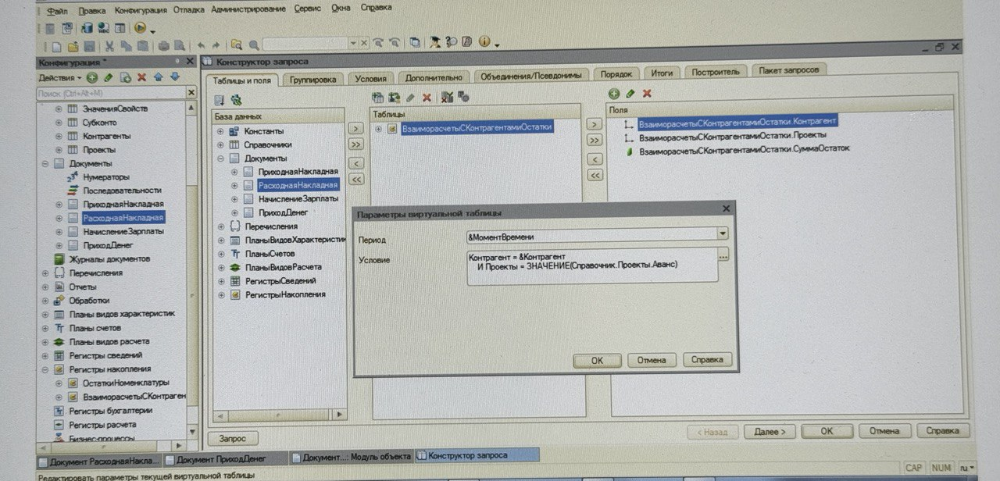 Файл Правка Конфигурация Отладка Администрирование Сервис Окна Справка
Конфигурация *
Действия
Поиск (Ctrl+Alt+M)
ЗначенияСвойств
Субконто
Контрагенты
Проекты
Документы
Нумераторы
Последовательности
ПриходнаяНакладная
РасходнаяНакладная
НачислениеЗарплаты
ПриходДенег
Журналы документов
Перечисления
Отчеты
Обработки
Планы видов характеристик
Планы счетов
Планы видов расчета
Регистры сведений
Регистры накопления
ОстаткиНоменклатуры
ВзаиморасчетыСКонтраген
Регистры бухгалтерии
Регистры расчета
Бизнес-процессы
Конструктор запроса
Таблицы и поля Группировка Условия Дополнительно Объединения/Псевдонимы Порядок Итоги Построитель Пакет запросов
База данных
Константы
Справочники
Документы
ПриходнаяНакладная
РасходнаяНакладная
НачислениеЗарплаты
ПриходДенег
Перечисления
ПланыВидовХарактеристик
ПланыСчетов
ПланыВидовРасчета
РегистрыСведений
РегистрыНакопления
> >> < <<
Таблицы
ВзаиморасчетыСКонтрагентамиОстатки
> >> < <<
Поля
ВзаиморасчетыСКонтрагентамиОстатки.Контрагент
ВзаиморасчетыСКонтрагентамиОстатки.Проекты
ВзаиморасчетыСКонтрагентамиОстатки.СуммаОстаток
Параметры виртуальной таблицы
Период &МоментВремени
Условие Контрагент = &Контрагент
И Проекты = ЗНАЧЕНИЕ(Справочник.Проекты.Аванс)
...
ОК Отмена Справка
Запрос < Назад Далее > ОК Отмена Справка
Документ РасходнаяНакла... Документ ПриходДенег Документ...: Модуль объекта Конструктор запроса
Редактировать параметры текущей виртуальной таблицы CAP NUM ru